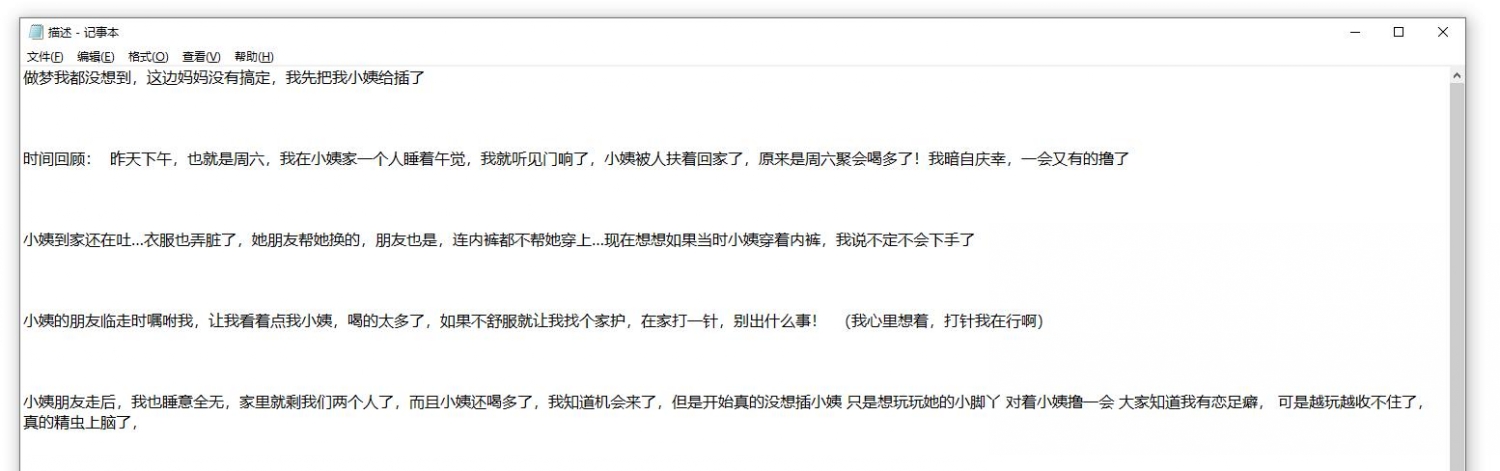 描述 - 记事本
文件(F) 编辑(E) 格式(O) 查看(V) 帮助(H)
做梦我都没想到，这边妈妈没有搞定，我先把我小姨给插了
时间回顾： 昨天下午，也就是周六，我在小姨家一个人睡着午觉，我就听见门响了，小姨被人扶着回家了，原来是周六聚会喝多了！我暗自庆幸，一会又有的撸了
小姨到家还在吐...衣服也弄脏了，她朋友帮她换的，朋友也是，连内裤都不帮她穿上...现在想想如果当时小姨穿着内裤，我说不定不会下手了
小姨的朋友临走时嘱咐我，让我看着点我小姨，喝的太多了，如果不舒服就让我找个家护，在家打一针，别出什么事！ （我心里想着，打针我在行啊）
小姨朋友走后，我也睡意全无，家里就剩我们两个人了，而且小姨还喝多了，我知道机会来了，但是开始真的没想插小姨 只是想玩玩她的小脚丫 对着小姨撸一会 大家知道我有恋足癖， 可是越玩越收不住了，
真的精虫上脑了，